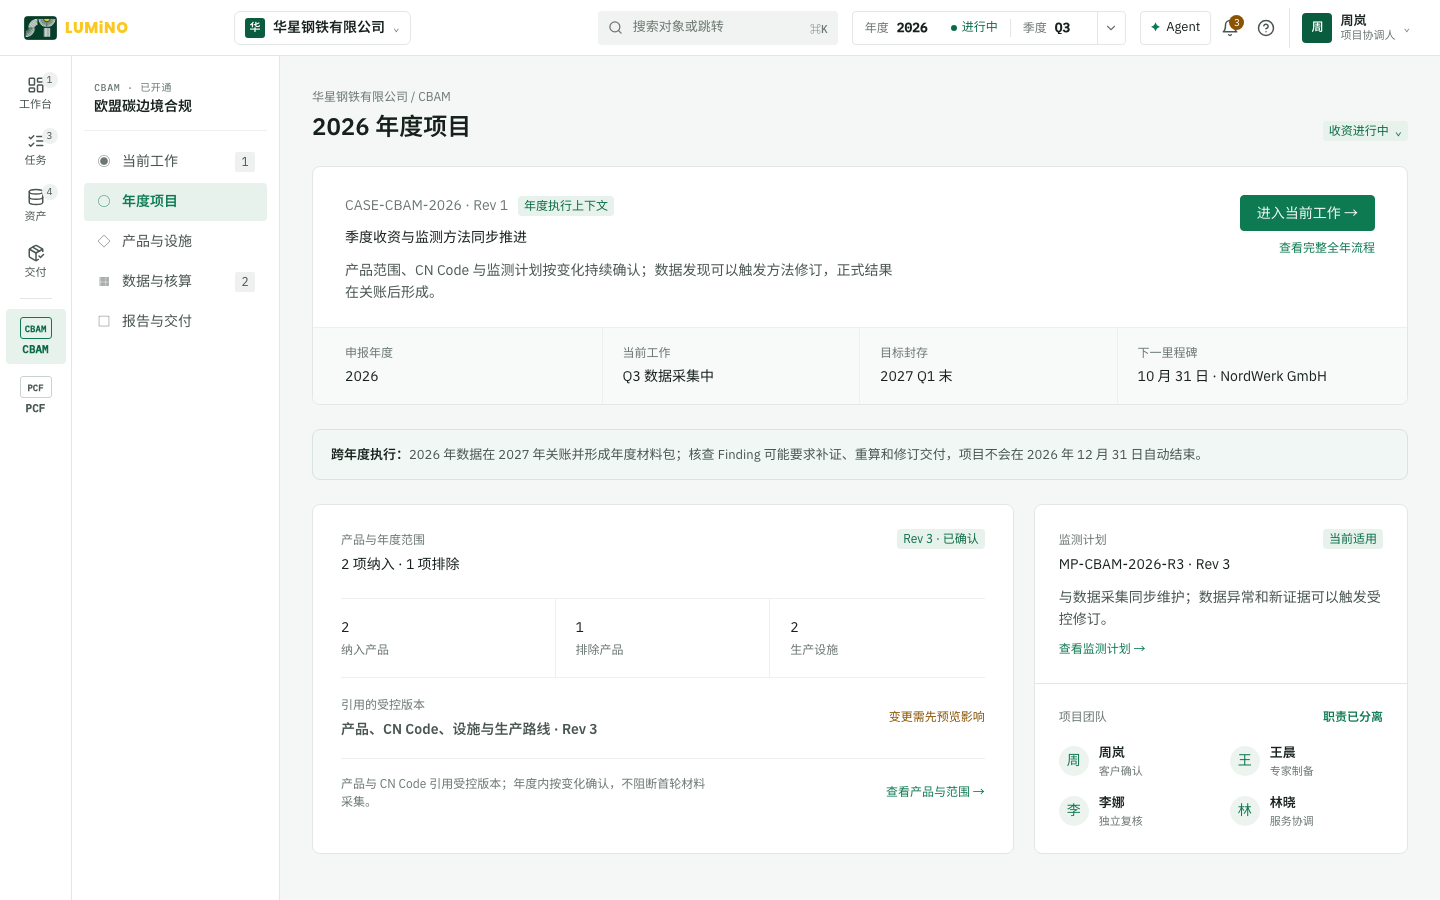 LUMiNO
华 华星钢铁有限公司
搜索对象或跳转 ⌘K
年度 2026 进行中 季度 Q3
Agent
3
周 周岚
项目协调人
1
工作台
3
任务
4
资产
交付
CBAM
CBAM
PCF
PCF
CBAM · 已开通
欧盟碳边境合规
当前工作 1
年度项目
产品与设施
数据与核算 2
报告与交付
华星钢铁有限公司 / CBAM
2026 年度项目
收资进行中
CASE-CBAM-2026 · Rev 1 年度执行上下文
季度收资与监测方法同步推进
产品范围、CN Code 与监测计划按变化持续确认；数据发现可以触发方法修订，正式结果
在关账后形成。
进入当前工作 →
查看完整全年流程
申报年度
2026
当前工作
Q3 数据采集中
目标封存
2027 Q1 末
下一里程碑
10 月 31 日 · NordWerk GmbH
跨年度执行：2026 年数据在 2027 年关账并形成年度材料包；核查 Finding 可能要求补证、重算和修订交付，项目不会在 2026 年 12 月 31 日自动结束。
产品与年度范围
2 项纳入 · 1 项排除
Rev 3 · 已确认
2
纳入产品
1
排除产品
2
生产设施
引用的受控版本
产品、CN Code、设施与生产路线 · Rev 3
变更需先预览影响
产品与 CN Code 引用受控版本；年度内按变化确认，不阻断首轮材料
采集。
查看产品与范围 →
监测计划
当前适用
MP-CBAM-2026-R3 · Rev 3
与数据采集同步维护；数据异常和新证据可以触发受
控修订。
查看监测计划 →
项目团队
职责已分离
周 周岚
客户确认
王 王晨
专家制备
李 李娜
独立复核
林 林晓
服务协调